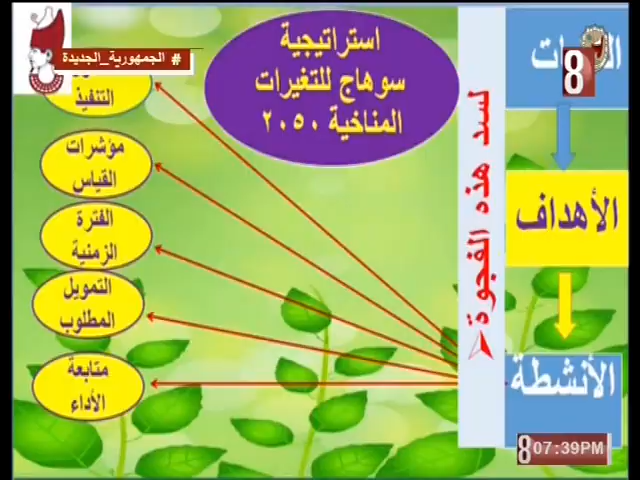 #الجمهورية_الجديدة
استراتيجية
سوهاج للتغيرات
المناخية ٢٠٥٠
8
الأهداف
الأنشطة
لسد هذه الفجوة
التنفيذ
مؤشرات
القياس
الفترة
الزمنية
التمويل
المطلوب
متابعة
الأداء
8 07:39PM